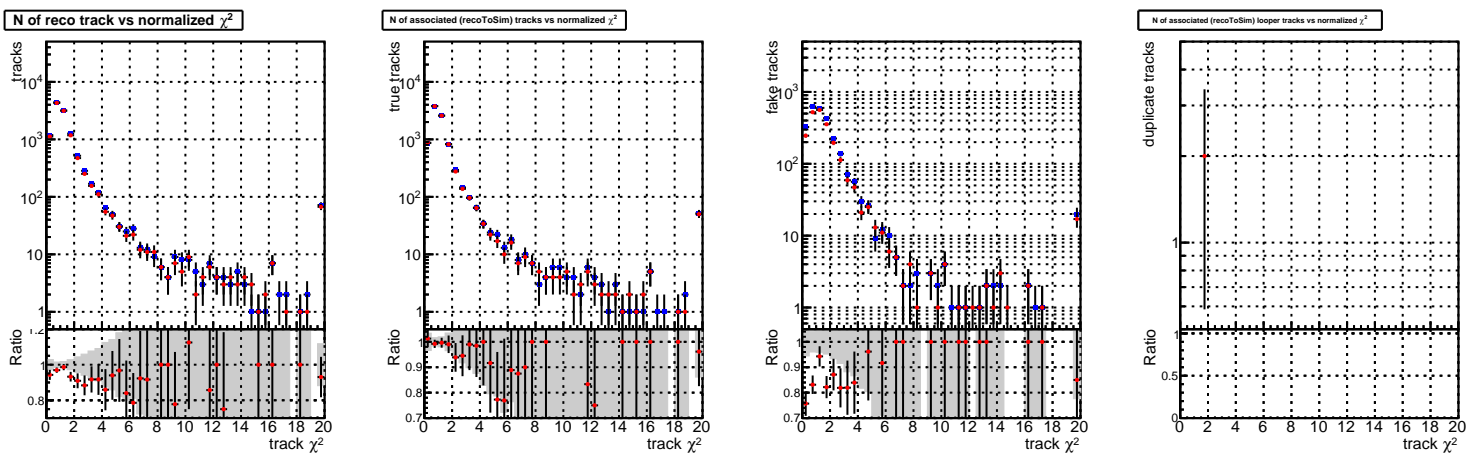 N of reco track vs normalized χ²
tracks
10⁴
10³
10²
10
1
1.2
Ratio
1
0.8
0 2 4 6 8 10 12 14 16 18 20
track χ²
N of associated (recoToSim) tracks vs normalized χ²
true tracks
10⁴
10³
10²
10
1
Ratio
1
0.9
0.8
0.7
0 2 4 6 8 10 12 14 16 18 20
track χ²
fake tracks
10³
10²
10
1
Ratio
1
0.9
0.8
0.7
0 2 4 6 8 10 12 14 16 18 20
track χ²
N of associated (recoToSim) looper tracks vs normalized χ²
duplicate tracks
1
Ratio
1
0.5
0
0 2 4 6 8 10 12 14 16 18 20
track χ²